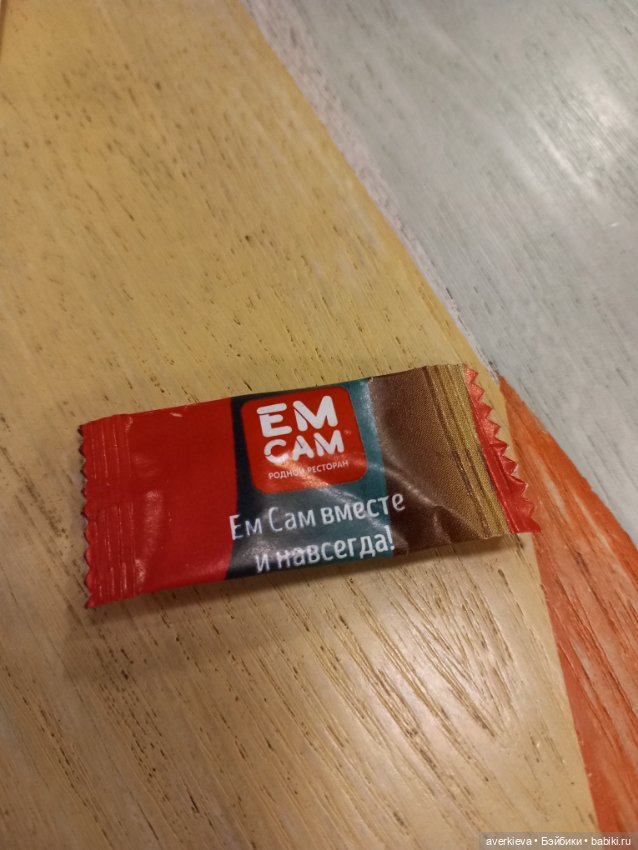 ЕМ
САМ
РОДНОЙ РЕСТОРАН
Ем Сам вместе
и навсегда!
averkieva • Бэйбики • babiki.ru